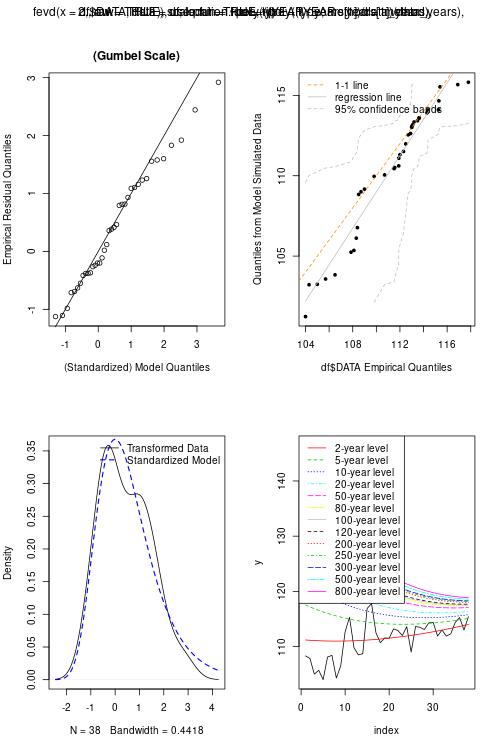 fevd(x =
(Gumbel Scale)
Empirical Residual Quantiles
3
2
1
0
-1
-1 0 1 2 3
(Standardized) Model Quantiles
Quantiles from Model Simulated Data
115
110
105
1-1 line
regression line
95% confidence bands
104 108 112 116
df$DATA Empirical Quantiles
Density
0.35
0.30
0.25
0.20
0.15
0.10
0.05
0.00
Transformed Data
Standardized Model
-2 -1 0 1 2 3 4
N = 38 Bandwidth = 0.4418
y
140
130
120
110
2-year level
5-year level
10-year level
20-year level
50-year level
80-year level
100-year level
120-year level
200-year level
250-year level
300-year level
500-year level
800-year level
0 10 20 30
index